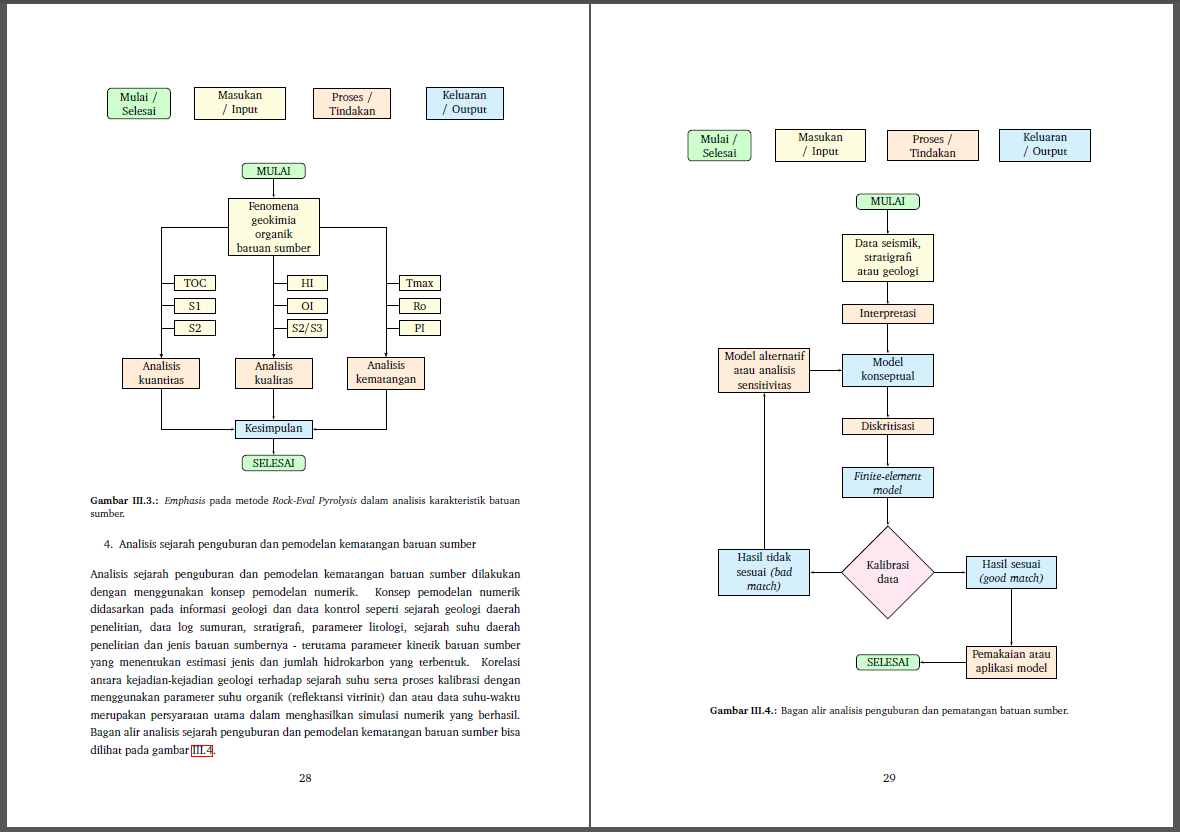 Mulai /
Selesai
Masukan
/ Input
Proses /
Tindakan
Keluaran
/ Output
MULAI
Fenomena
geokimia
organik
batuan sumber
TOC
HI
Tmax
S1
OI
Ro
S2
S2/S3
PI
Analisis
kuantitas
Analisis
kualitas
Analisis
kematangan
Kesimpulan
SELESAI
Gambar III.3.: Emphasis pada metode Rock-Eval Pyrolysis dalam analisis karakteristik batuan
sumber.
4. Analisis sejarah penguburan dan pemodelan kematangan batuan sumber
Analisis sejarah penguburan dan pemodelan kematangan batuan sumber dilakukan
dengan menggunakan konsep pemodelan numerik. Konsep pemodelan numerik
didasarkan pada informasi geologi dan data kontrol seperti sejarah geologi daerah
penelitian, data log sumuran, stratigrafi, parameter litologi, sejarah suhu daerah
penelitian dan jenis batuan sumbernya - terutama parameter kinetik batuan sumber
yang menentukan estimasi jenis dan jumlah hidrokarbon yang terbentuk. Korelasi
antara kejadian-kejadian geologi terhadap sejarah suhu serta proses kalibrasi dengan
menggunakan parameter suhu organik (reflektansi vitrinit) dan atau data suhu-waktu
merupakan persyaratan utama dalam menghasilkan simulasi numerik yang berhasil.
Bagan alir analisis sejarah penguburan dan pemodelan kematangan batuan sumber bisa
dilihat pada gambar III.4.
28
Mulai /
Selesai
Masukan
/ Input
Proses /
Tindakan
Keluaran
/ Output
MULAI
Data seismik,
stratigrafi
atau geologi
Interpretasi
Model alternatif
atau analisis
sensitivitas
Model
konseptual
Diskritisasi
Finite-element
model
Hasil tidak
sesuai (bad
match)
Kalibrasi
data
Hasil sesuai
(good match)
SELESAI
Pemakaian atau
aplikasi model
Gambar III.4.: Bagan alir analisis penguburan dan pematangan batuan sumber.
29